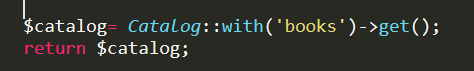 $catalog= Catalog::with('books')->get();
return $catalog;